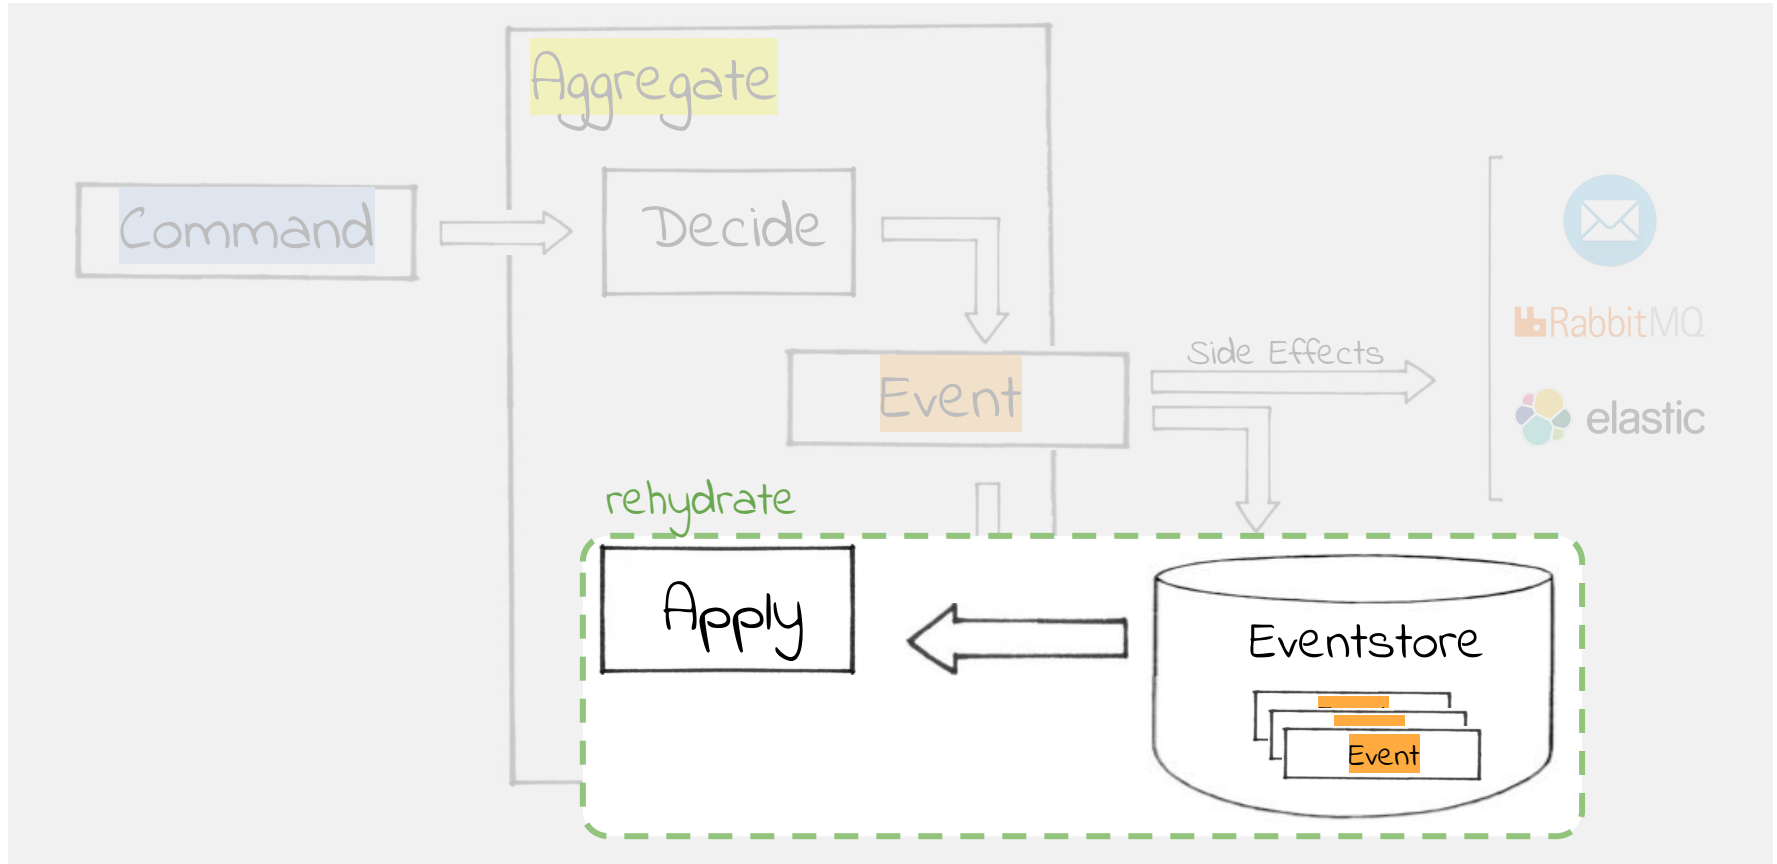 Aggregate
Command
Decide
RabbitMQ
Side Effects
Event
elastic
rehydrate
Apply
Eventstore
Event